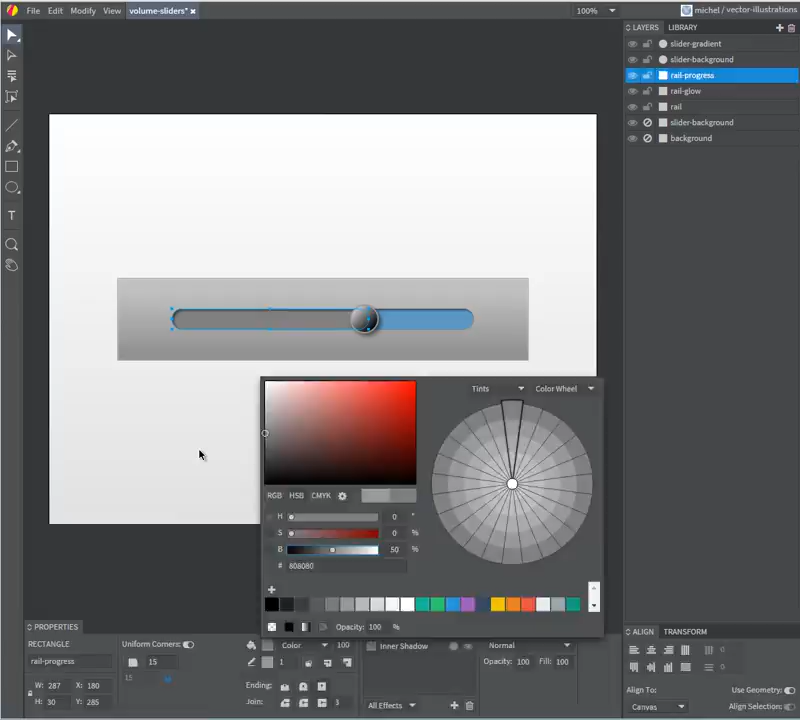 File Edit Modify View volume-sliders* 100% michel / vector-illustrations
LAYERS LIBRARY
slider-gradient
slider-background
rail-progress
rail-glow
rail
slider-background
background
Tints Color Wheel
RGB HSB CMYK
H 0 °
S 0 %
B 50 %
# 808080
Opacity: 100 %
PROPERTIES
RECTANGLE
rail-progress
W: 287 X: 180
H: 30 Y: 285
Uniform Corners:
15
15
Color 100
1
Ending:
Join: 3
Inner Shadow
All Effects
Normal
Opacity: 100 Fill: 100
ALIGN TRANSFORM
0
0
Align To: Use Geometry:
Canvas Align Selection:
T